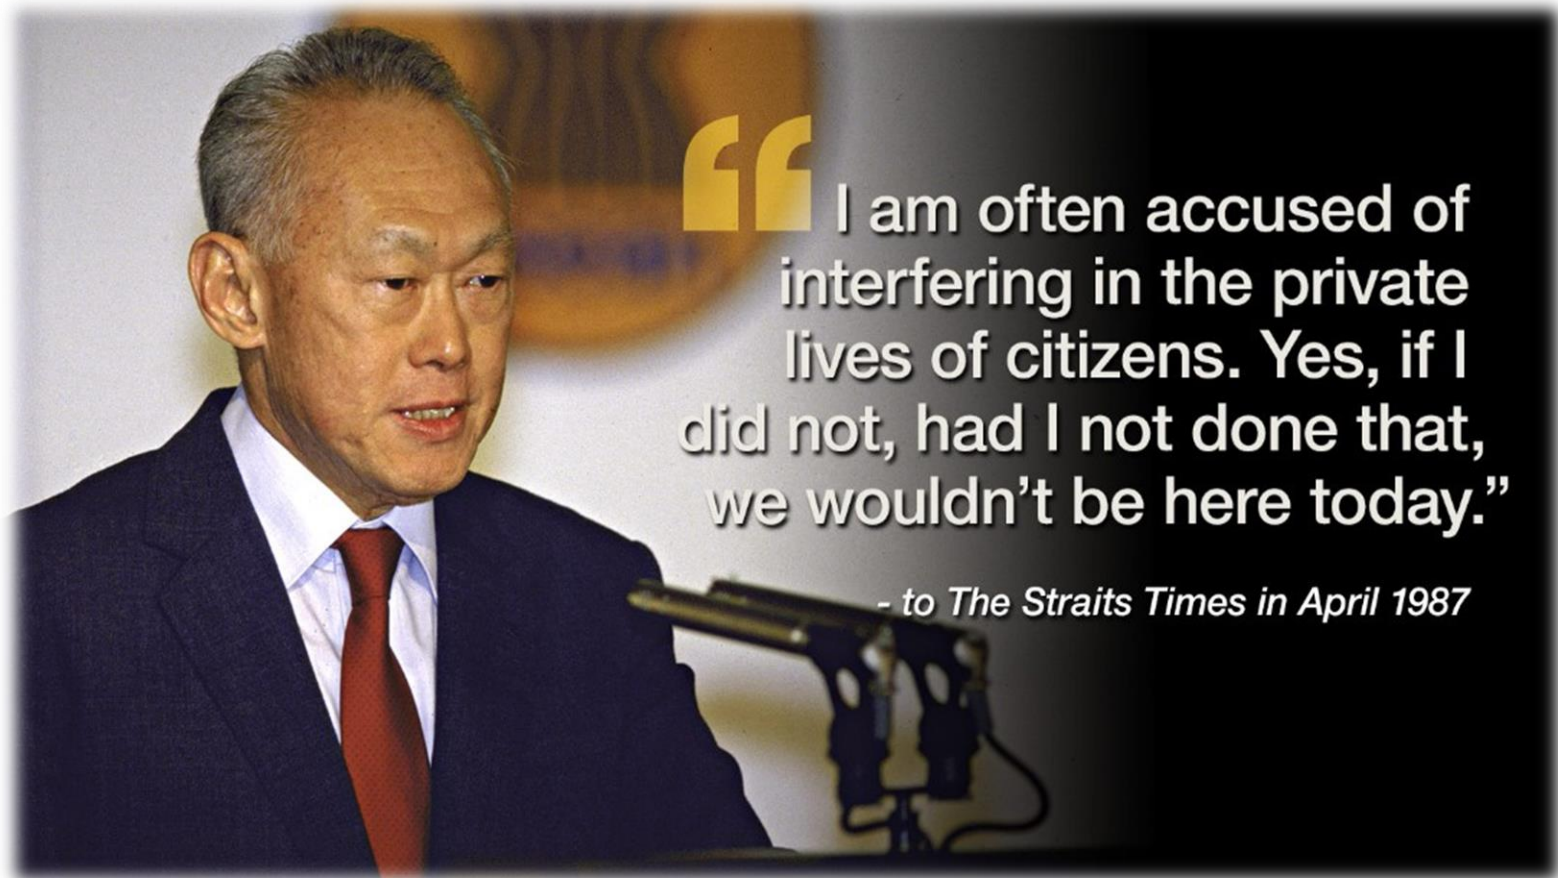 “ I am often accused of
interfering in the private
lives of citizens. Yes, if I
did not, had I not done that,
we wouldn’t be here today.”
- to The Straits Times in April 1987